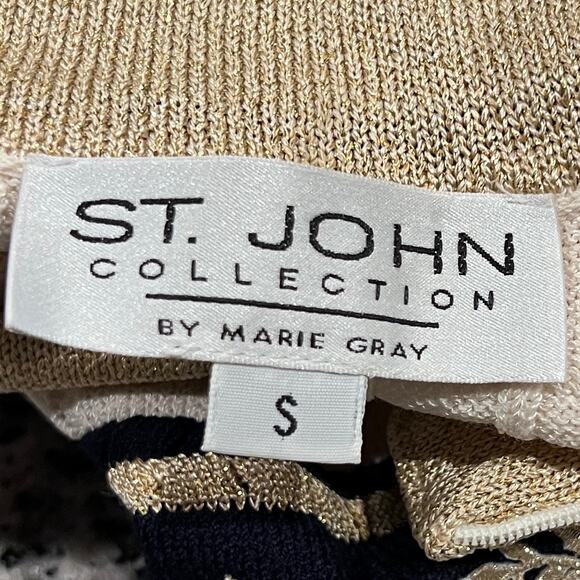 ST. JOHN
COLLECTION
BY MARIE GRAY
S